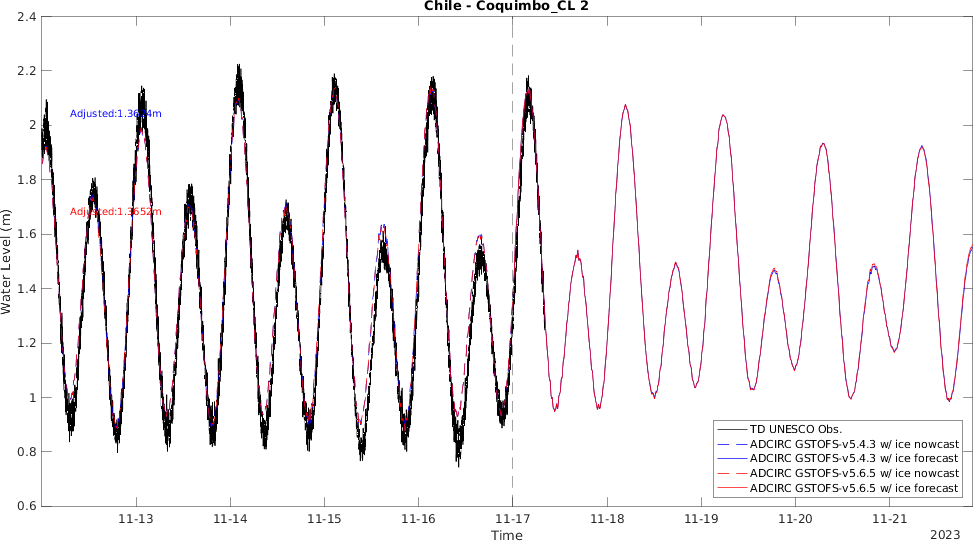 Chile - Coquimbo_CL 2
2.4
2.2
2
1.8
1.6
1.4
1.2
1
0.8
0.6
Water Level (m)
Adjusted:1.3652m
11-13
11-14
11-15
11-16
11-17
11-18
11-19
11-20
11-21
Time
2023
TD UNESCO Obs.
ADCIRC GSTOFS-v5.4.3 w/ ice nowcast
ADCIRC GSTOFS-v5.4.3 w/ ice forecast
ADCIRC GSTOFS-v5.6.5 w/ ice nowcast
ADCIRC GSTOFS-v5.6.5 w/ ice forecast